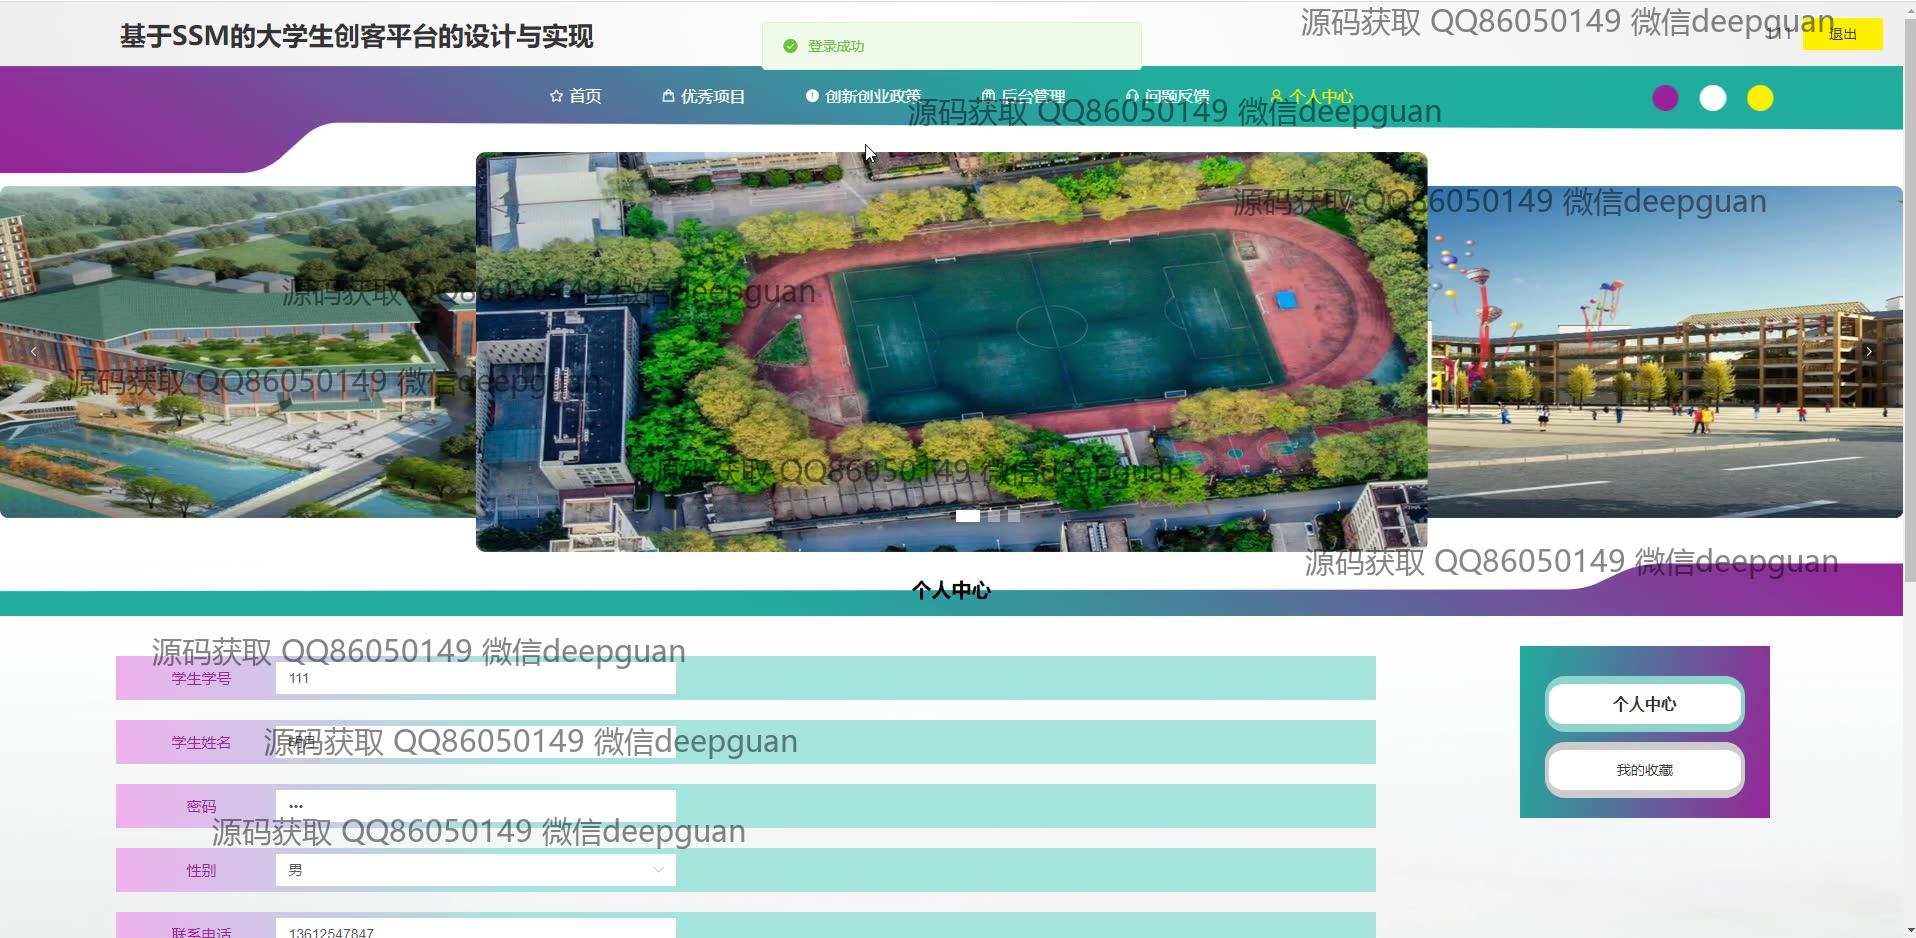 基于SSM的大学生创客平台的设计与实现
登录成功
源码获取 QQ86050149 微信deepguan
111
退出
首页
优秀项目
创新创业政策
后台管理
问题反馈
个人中心
源码获取 QQ86050149 微信deepguan
源码获取 QQ86050149 微信deepguan
源码获取 QQ86050149 微信deepguan
源码获取 QQ86050149 微信deepguan
源码获取 QQ86050149 微信deepguan
源码获取 QQ86050149 微信deepguan
个人中心
源码获取 QQ86050149 微信deepguan
学生学号
111
个人中心
学生姓名
源码获取 QQ86050149 微信deepguan
我的收藏
密码
•••
源码获取 QQ86050149 微信deepguan
性别
男
联系电话
13612547847